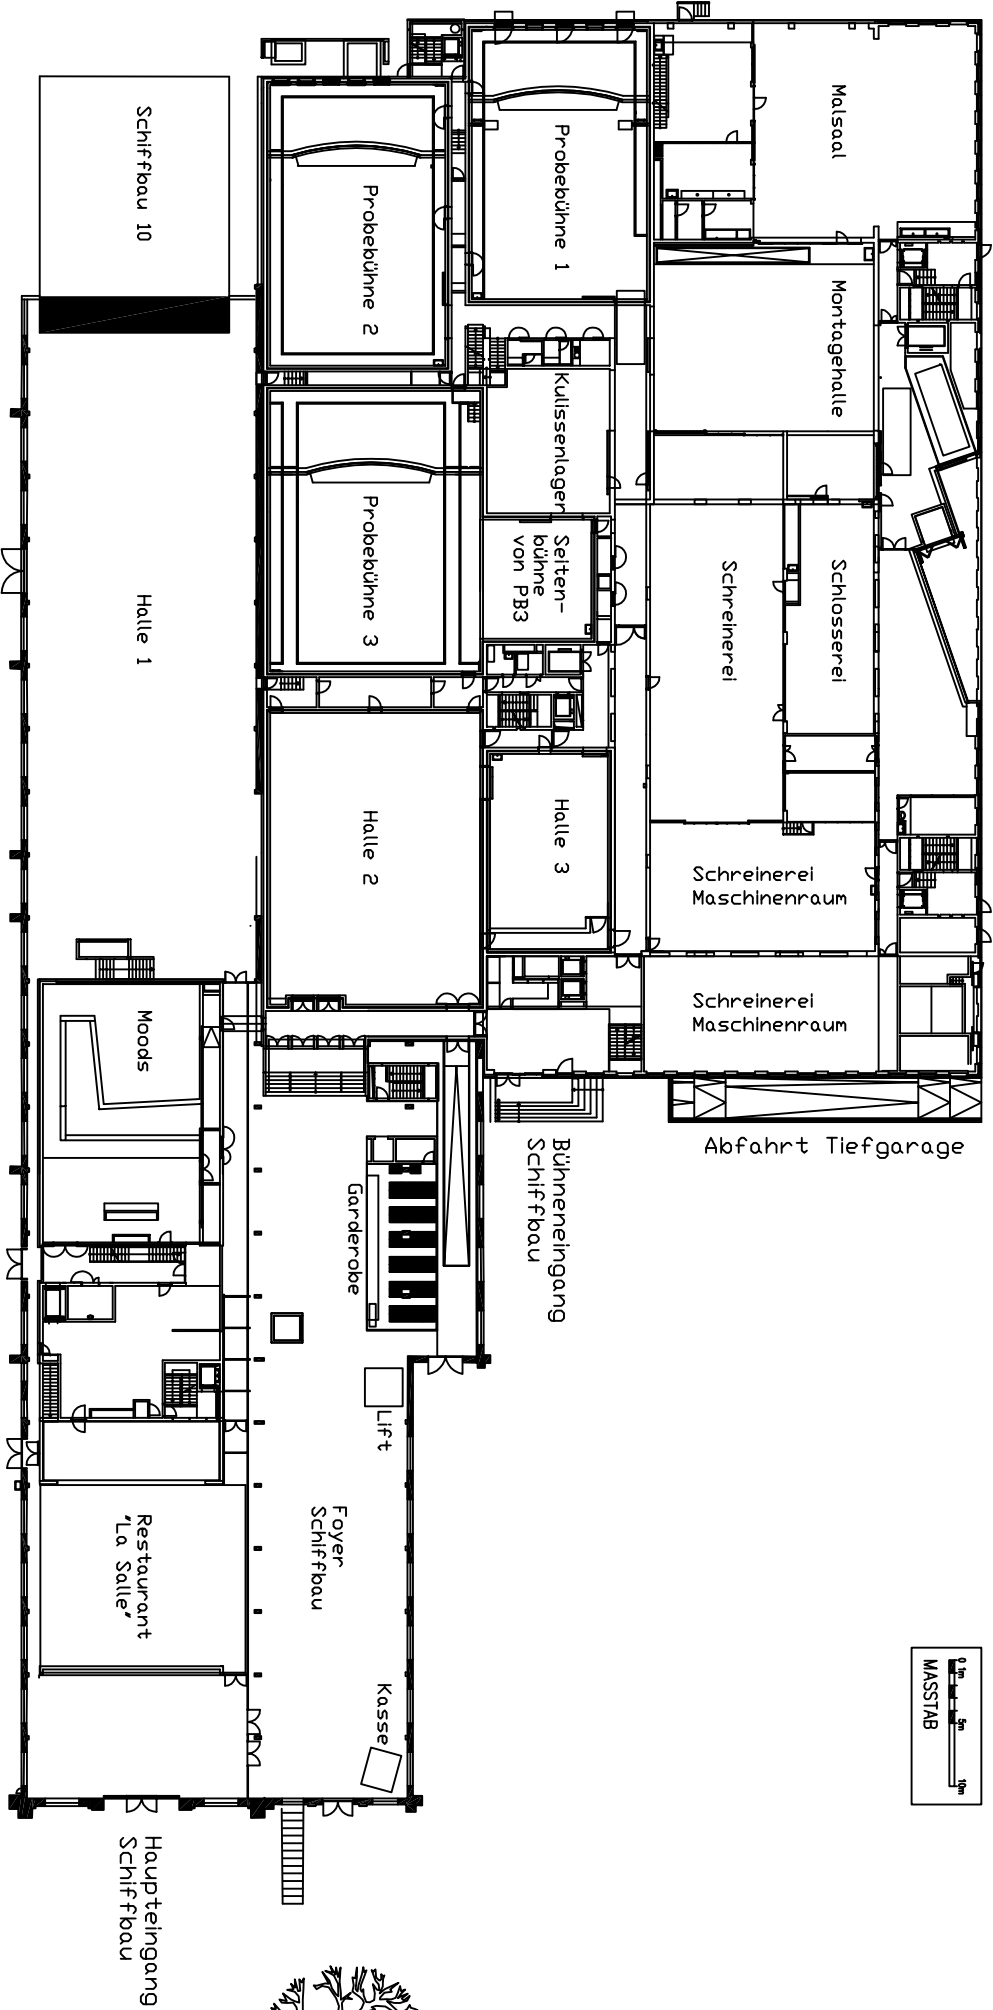 Schiffbau 10
Probebühne 2
Probebühne 1
Malsaal
Montagehalle
Kulissenlager
Halle 1
Probebühne 3
Seiten-
bühne
von PB3
Schreinerei
Schlosserei
Halle 2
Halle 3
Schreinerei
Maschinenraum
Schreinerei
Maschinenraum
Moods
Abfahrt Tiefgarage
Bühneneingang
Schiffbau
Garderobe
Lift
Foyer
Schiffbau
Restaurant
"La Salle"
Kasse
0 1m 5m 10m
MASSTAB
Haupteingang
Schiffbau